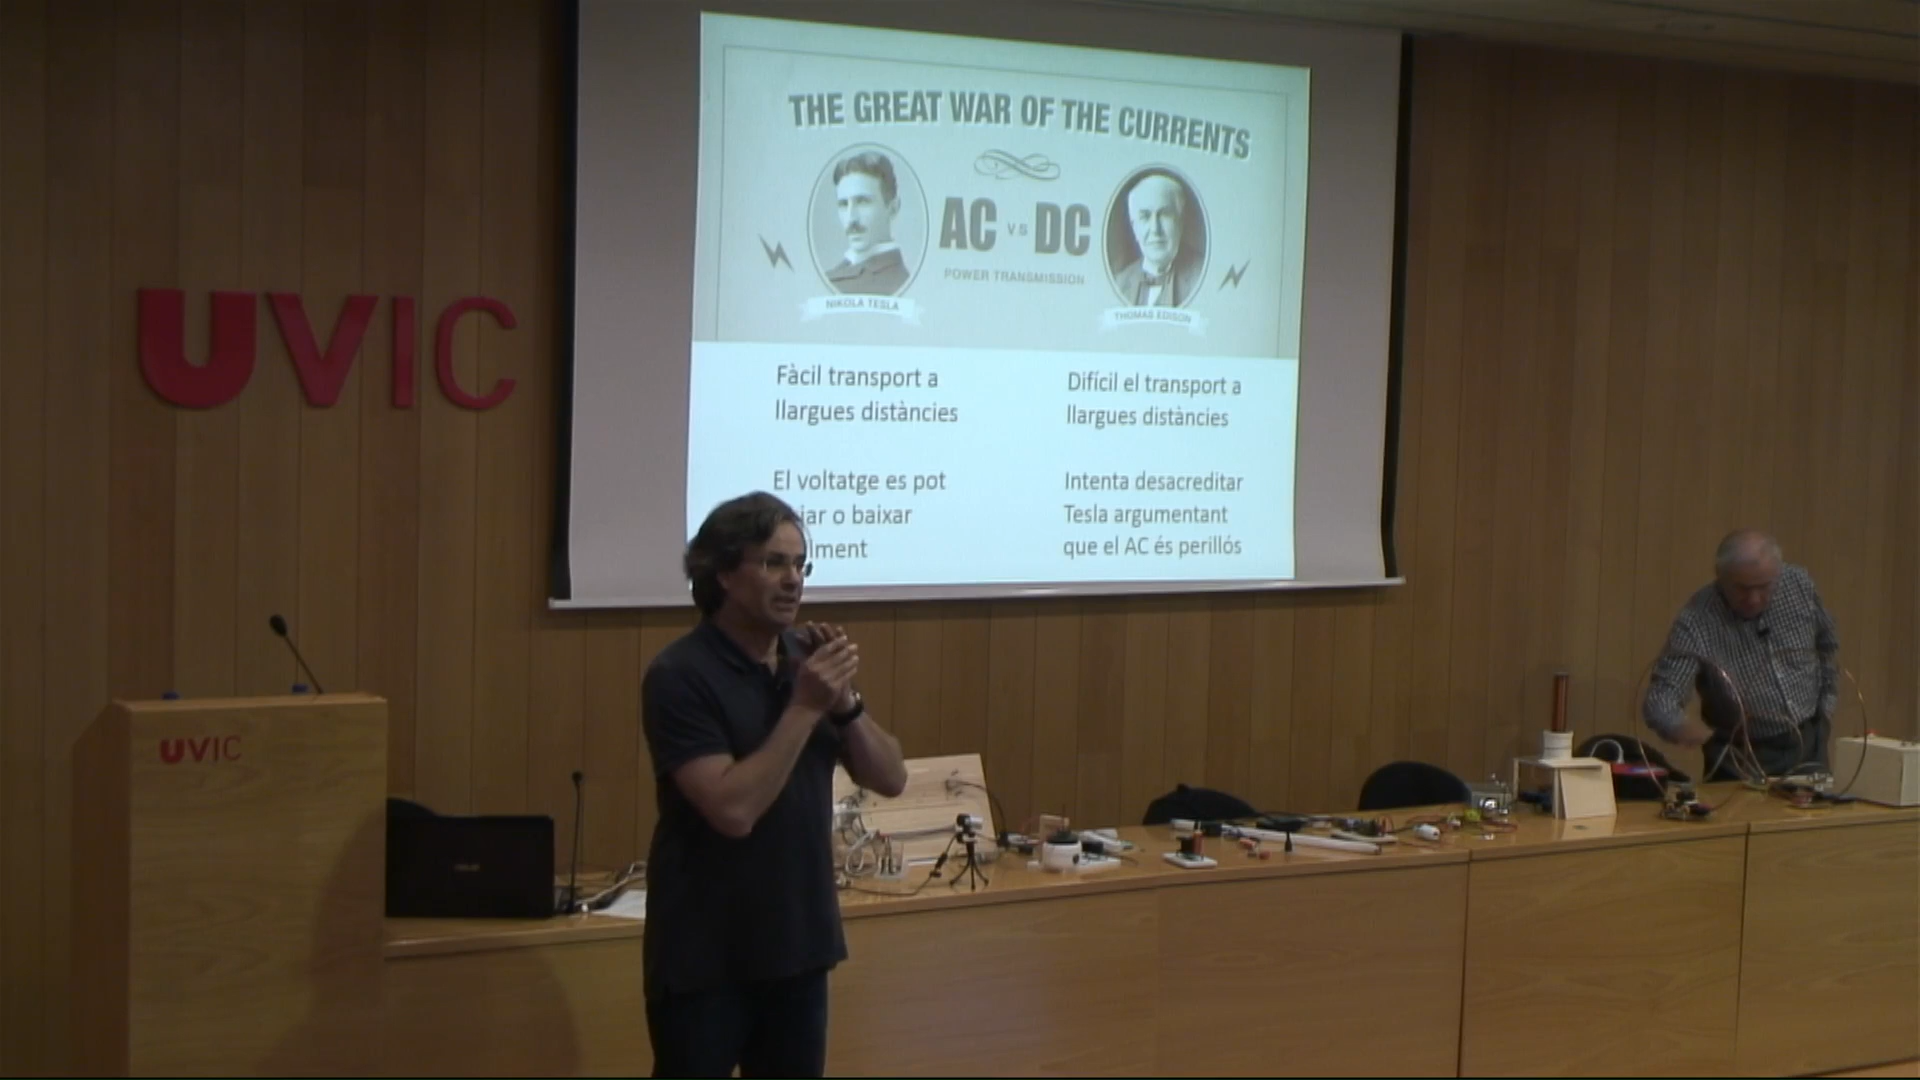 UVIC
THE GREAT WAR OF THE CURRENTS
AC VS DC
POWER TRANSMISSION
NIKOLA TESLA
THOMAS EDISON
Fàcil transport a
llargues distàncies
El voltatge es pot
jar o baixar
lment
Difícil el transport a
llargues distàncies
Intenta desacreditar
Tesla argumentant
que el AC és perillós
UVIC